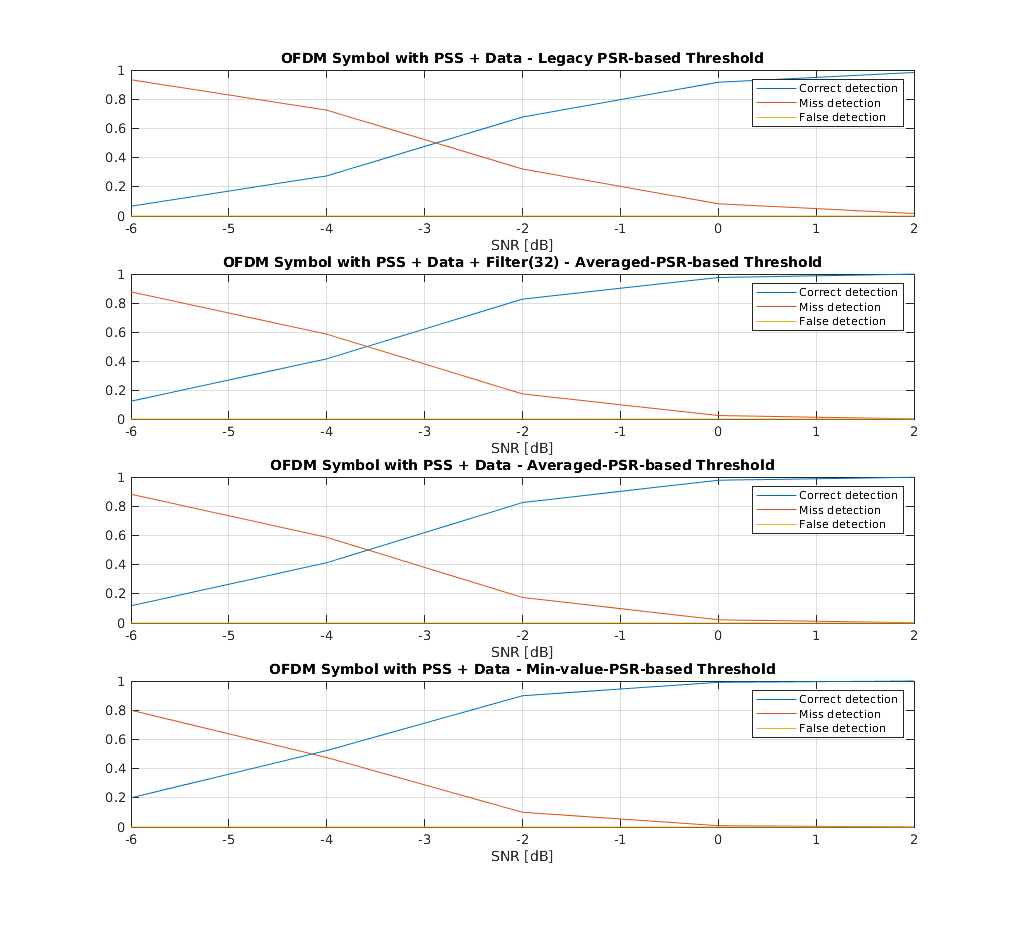 OFDM Symbol with PSS + Data - Legacy PSR-based Threshold
1
0.8
0.6
0.4
0.2
0
Correct detection
Miss detection
False detection
-6 -5 -4 -3 -2 -1 0 1 2
SNR [dB]
OFDM Symbol with PSS + Data + Filter(32) - Averaged-PSR-based Threshold
1
0.8
0.6
0.4
0.2
0
Correct detection
Miss detection
False detection
-6 -5 -4 -3 -2 -1 0 1 2
SNR [dB]
OFDM Symbol with PSS + Data - Averaged-PSR-based Threshold
1
0.8
0.6
0.4
0.2
0
Correct detection
Miss detection
False detection
-6 -5 -4 -3 -2 -1 0 1 2
SNR [dB]
OFDM Symbol with PSS + Data - Min-value-PSR-based Threshold
1
0.8
0.6
0.4
0.2
0
Correct detection
Miss detection
False detection
-6 -5 -4 -3 -2 -1 0 1 2
SNR [dB]